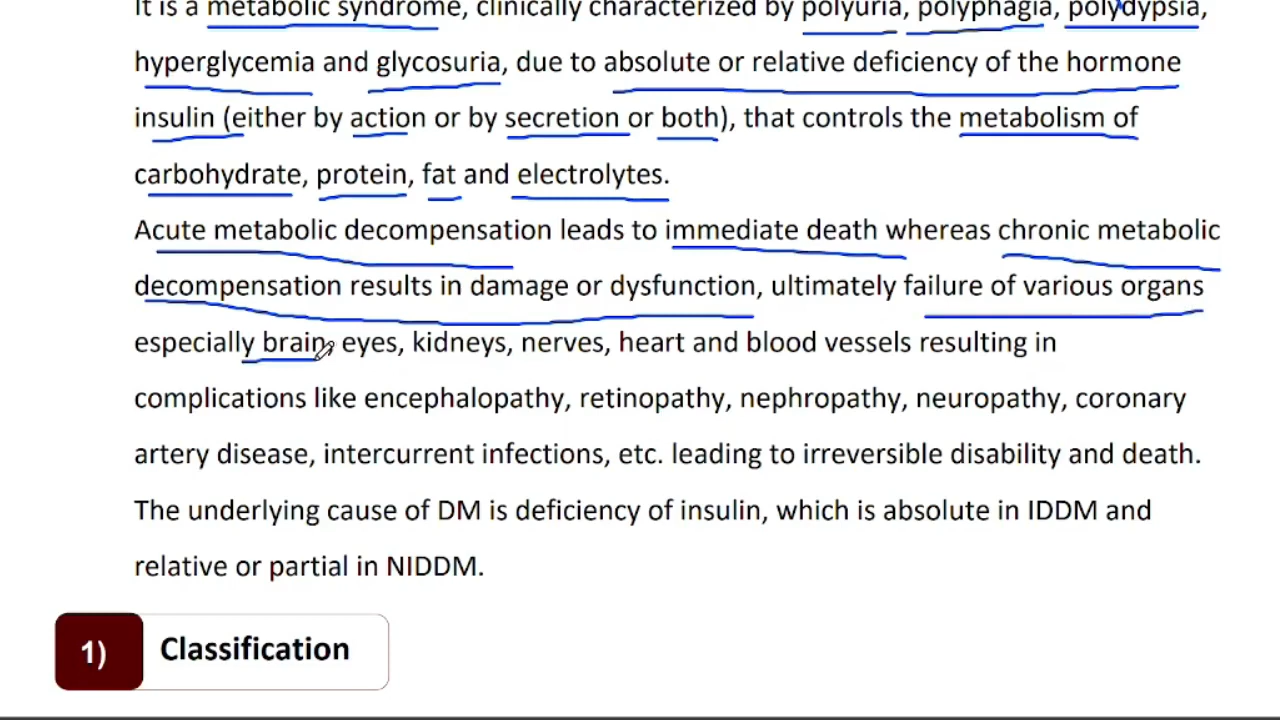 It is a metabolic syndrome, clinically characterized by polyuria, polyphagia, polydypsia,
hyperglycemia and glycosuria, due to absolute or relative deficiency of the hormone
insulin (either by action or by secretion or both), that controls the metabolism of
carbohydrate, protein, fat and electrolytes.
Acute metabolic decompensation leads to immediate death whereas chronic metabolic
decompensation results in damage or dysfunction, ultimately failure of various organs
especially brain, eyes, kidneys, nerves, heart and blood vessels resulting in
complications like encephalopathy, retinopathy, nephropathy, neuropathy, coronary
artery disease, intercurrent infections, etc. leading to irreversible disability and death.
The underlying cause of DM is deficiency of insulin, which is absolute in IDDM and
relative or partial in NIDDM.
1) Classification